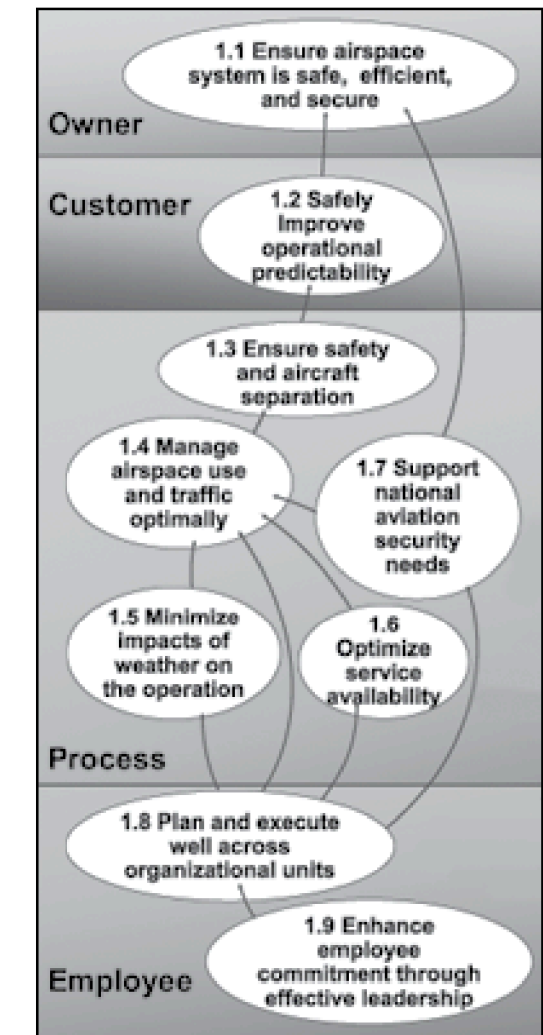 1.1 Ensure airspace
system is safe, efficient,
and secure
Owner
Customer
1.2 Safely
Improve
operational
predictability
1.3 Ensure safety
and aircraft
separation
1.4 Manage
airspace use
and traffic
optimally
1.7 Support
national
aviation
security
needs
1.5 Minimize
impacts of
weather on
the operation
1.6
Optimize
service
availability
Process
1.8 Plan and execute
well across
organizational units
1.9 Enhance
employee
commitment through
effective leadership
Employee